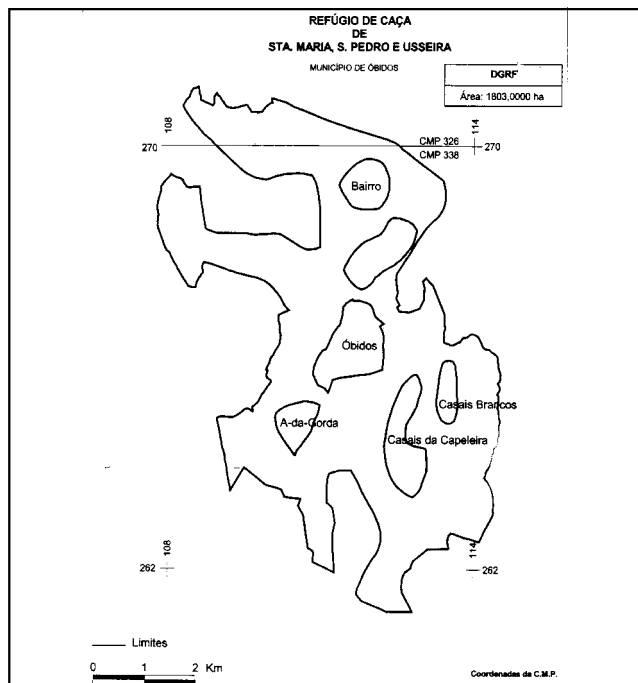 REFÚGIO DE CAÇA
DE
STA. MARIA, S. PEDRO E USSEIRA
MUNICÍPIO DE ÓBIDOS
DGRF
Área: 1803,0000 ha
108
114
270
CMP 326
CMP 338
270
Bairro
Óbidos
Casais Brancos
A-da-Gorda
Casais da Capeleira
108
114
262
262
Limites
0 1 2 Km
Coordenadas da C.M.P.